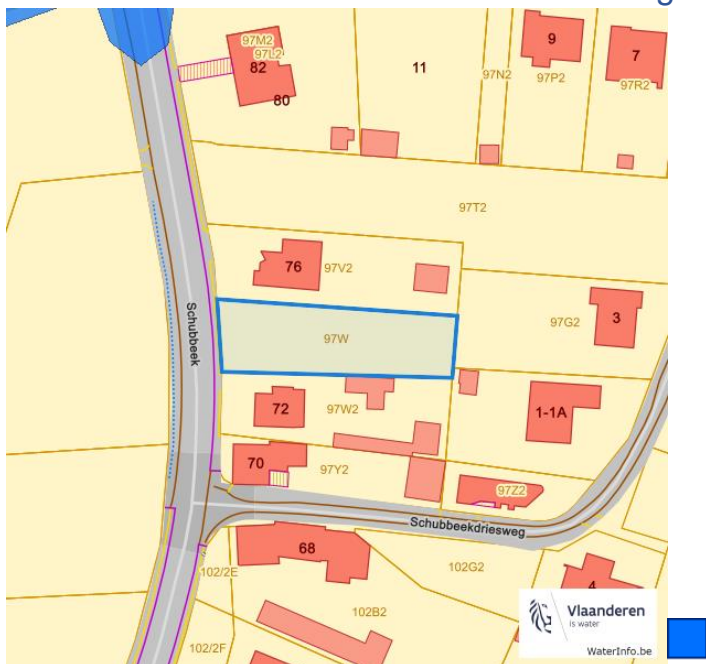 97M2
97L2
82
80
11
97N2
9
97P2
7
97R2
97T2
76
97V2
97W
Schubbeek
97G2
3
72
97W2
1-1A
70
97Y2
97Z2
Schubbeekdriesweg
68
102/2E
102G2
4
102B2
102/2F
Vlaanderen
is water
WaterInfo.be